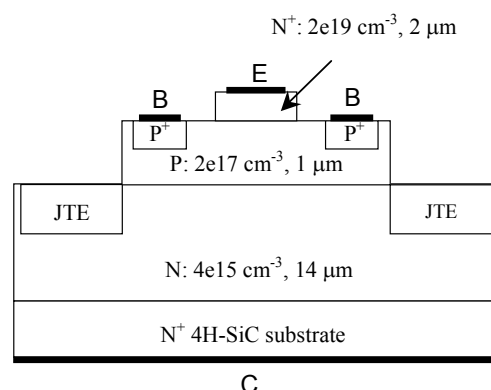 N⁺: 2e19 cm⁻³, 2 μm
E
B B
P⁺ P⁺
P: 2e17 cm⁻³, 1 μm
JTE JTE
N: 4e15 cm⁻³, 14 μm
N⁺ 4H-SiC substrate
C